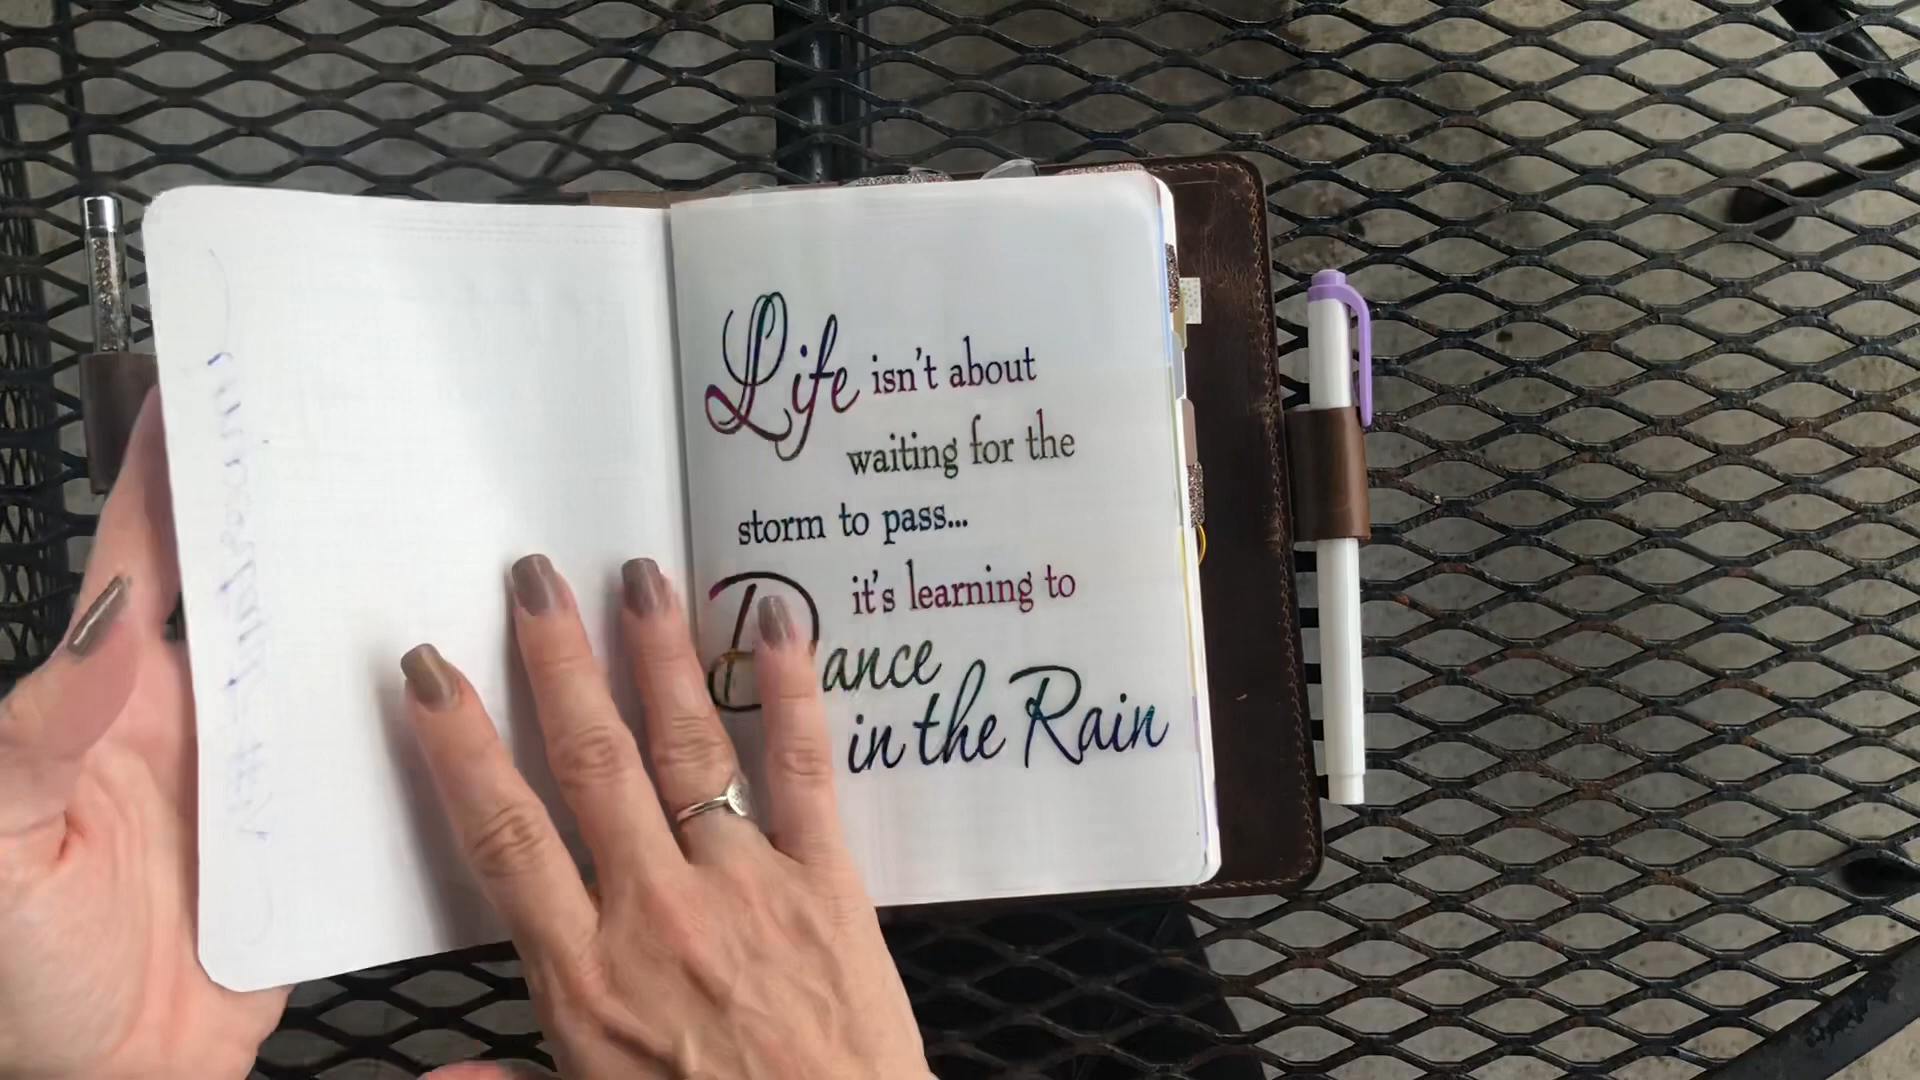 Life isn't about
waiting for the
storm to pass...
it's learning to
Dance
in the Rain